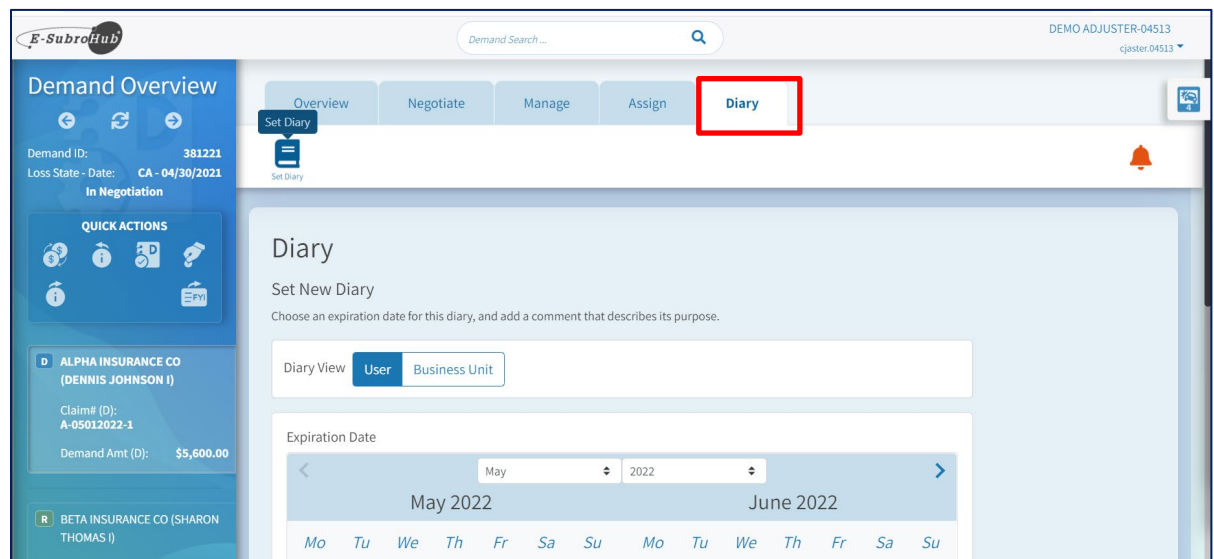 E-SubroHub
Demand Search ...
DEMO ADJUSTER-04513
cjaster.04513
Demand Overview
Demand ID: 381221
Loss State - Date: CA - 04/30/2021
In Negotiation
QUICK ACTIONS
FYI
D ALPHA INSURANCE CO
(DENNIS JOHNSON I)
Claim# (D):
A-05012022-1
Demand Amt (D): $5,600.00
R BETA INSURANCE CO (SHARON
THOMAS I)
Overview Negotiate Manage Assign Diary
4
Set Diary
Set Diary
Diary
Set New Diary
Choose an expiration date for this diary, and add a comment that describes its purpose.
Diary View User Business Unit
Expiration Date
May 2022
May 2022 June 2022
Mo Tu We Th Fr Sa Su Mo Tu We Th Fr Sa Su